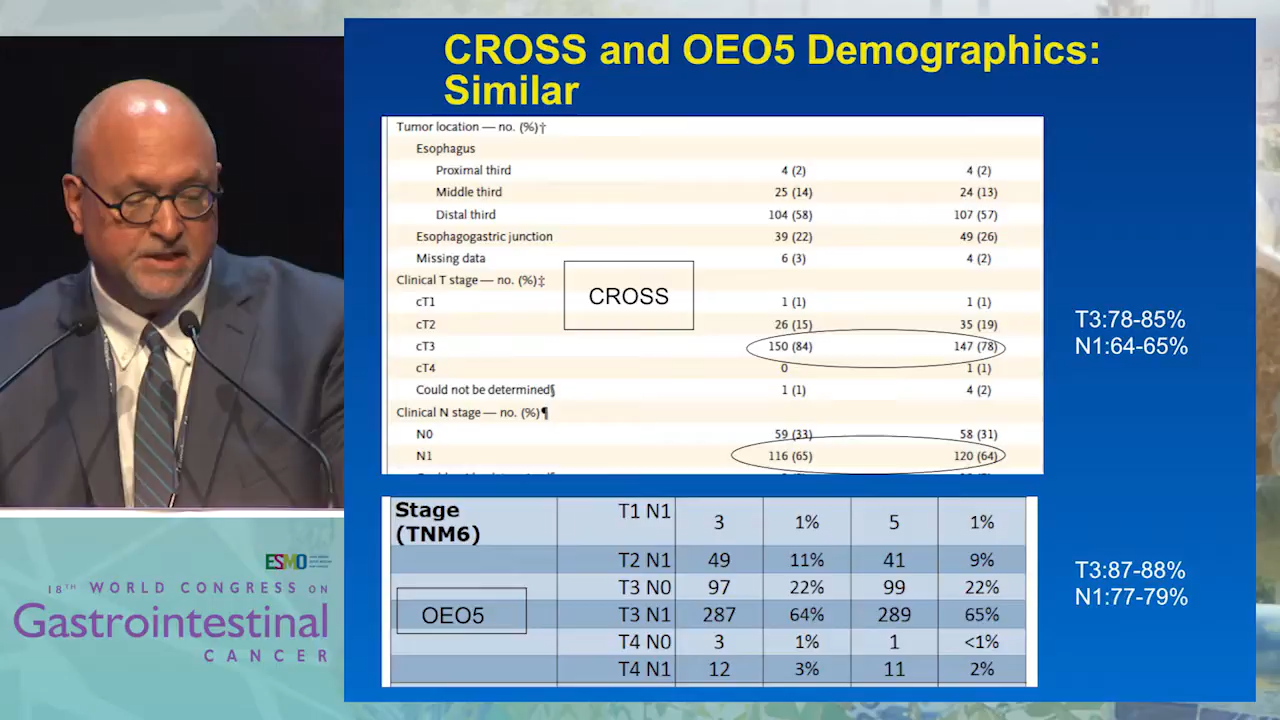 CROSS and OEO5 Demographics:
Similar
Tumor location — no. (%)†
Esophagus
Proximal third 4 (2) 4 (2)
Middle third 25 (14) 24 (13)
Distal third 104 (58) 107 (57)
Esophagogastric junction 39 (22) 49 (26)
Missing data 6 (3) 4 (2)
Clinical T stage — no. (%)‡
CROSS
cT1 1 (1) 1 (1)
cT2 26 (15) 35 (19)
cT3 150 (84) 147 (78)
cT4 0 1 (1)
Could not be determined§ 1 (1) 4 (2)
Clinical N stage — no. (%)¶
N0 59 (33) 58 (31)
N1 116 (65) 120 (64)
T3:78-85%
N1:64-65%
Stage
(TNM6)
T1 N1 3 1% 5 1%
T2 N1 49 11% 41 9%
T3 N0 97 22% 99 22%
OEO5
T3 N1 287 64% 289 65%
T4 N0 3 1% 1 <1%
T4 N1 12 3% 11 2%
T3:87-88%
N1:77-79%
ESMO
18TH WORLD CONGRESS ON
Gastrointestinal
CANCER